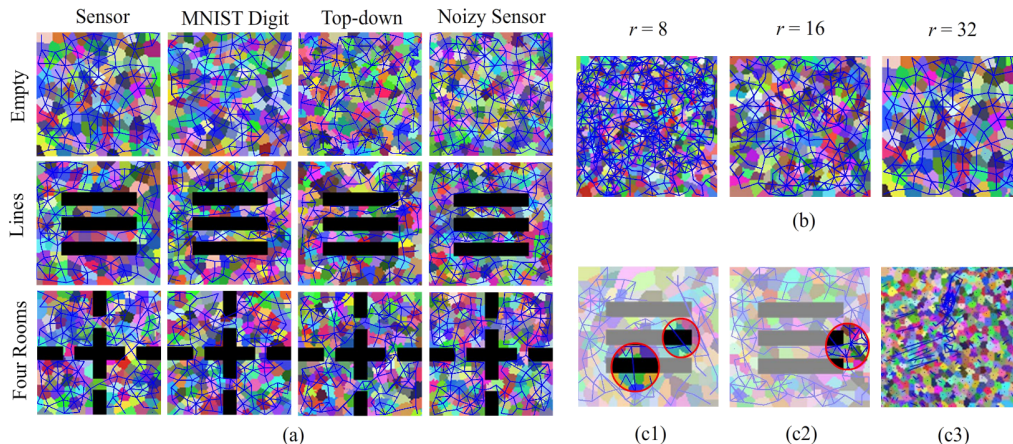 Sensor MNIST Digit Top-down Noizy Sensor
Empty
Lines
Four Rooms
(a)
r = 8 r = 16 r = 32
(b)
(c1) (c2) (c3)